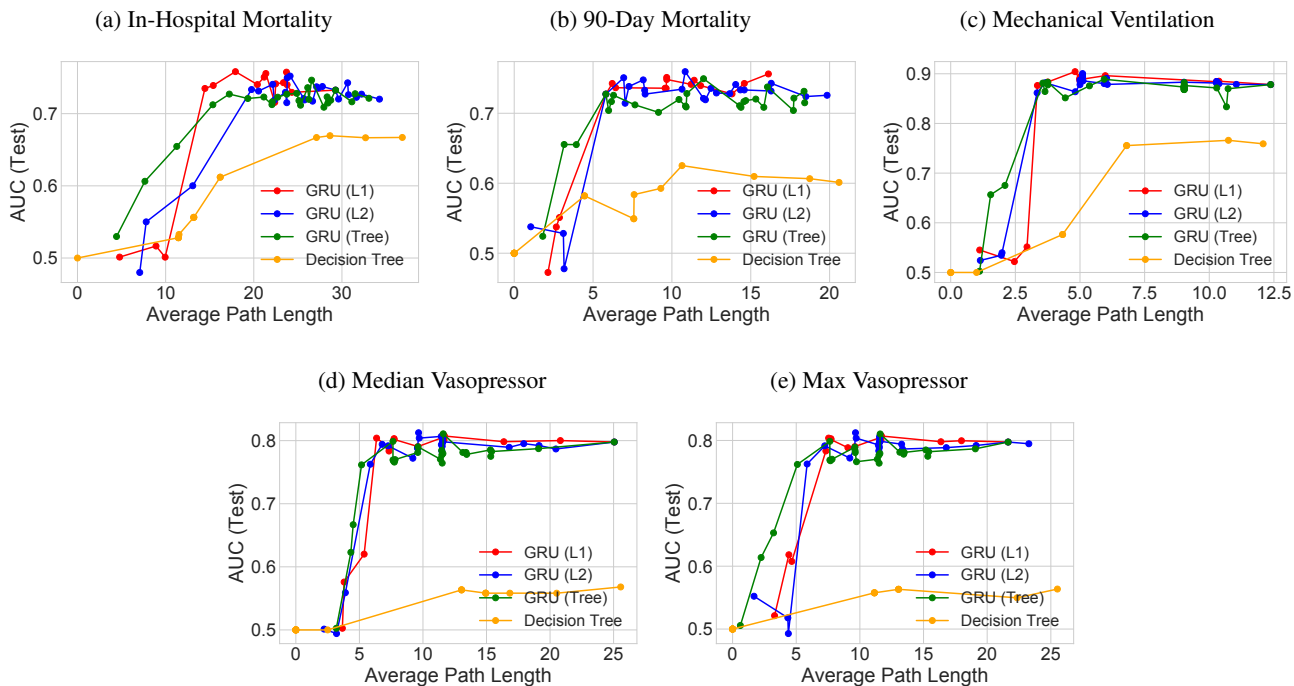 (a) In-Hospital Mortality
AUC (Test)
0.7
0.6
0.5
GRU (L1)
GRU (L2)
GRU (Tree)
Decision Tree
0 10 20 30
Average Path Length
(b) 90-Day Mortality
AUC (Test)
0.8
0.7
0.6
0.5
GRU (L1)
GRU (L2)
GRU (Tree)
Decision Tree
0 5 10 15 20
Average Path Length
(c) Mechanical Ventilation
AUC (Test)
0.9
0.8
0.7
0.6
0.5
GRU (L1)
GRU (L2)
GRU (Tree)
Decision Tree
0.0 2.5 5.0 7.5 10.0 12.5
Average Path Length
(d) Median Vasopressor
AUC (Test)
0.8
0.7
0.6
0.5
GRU (L1)
GRU (L2)
GRU (Tree)
Decision Tree
0 5 10 15 20 25
Average Path Length
(e) Max Vasopressor
AUC (Test)
0.8
0.7
0.6
0.5
GRU (L1)
GRU (L2)
GRU (Tree)
Decision Tree
0 5 10 15 20 25
Average Path Length